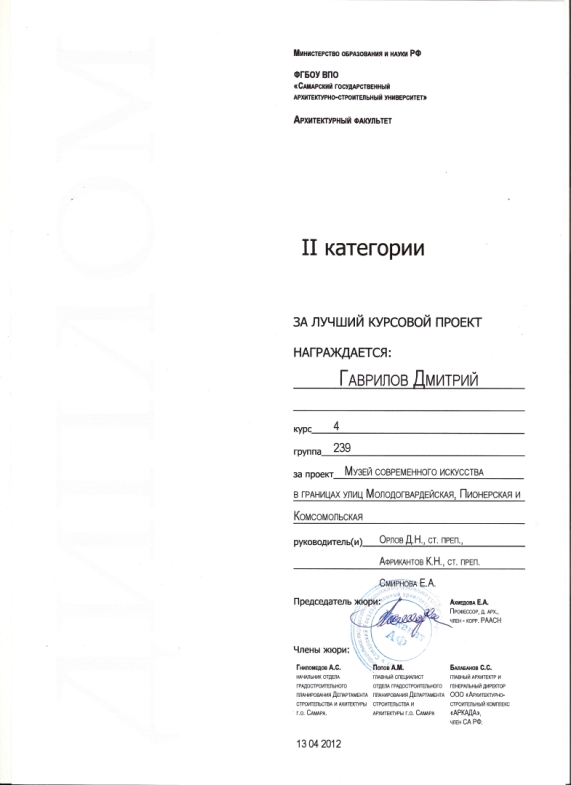 ДИПЛОМ
Министерство образования и науки РФ
ФГБОУ ВПО
«Самарский государственный
архитектурно-строительный университет»
Архитектурный факультет
II категории
ЗА ЛУЧШИЙ КУРСОВОЙ ПРОЕКТ
НАГРАЖДАЕТСЯ:
Гаврилов Дмитрий
курс 4
группа 239
за проект Музей современного искусства
в границах улиц Молодогвардейская, Пионерская и
Комсомольская
руководитель(и) Орлов Д.Н., ст. преп.,
Африкантов К.Н., ст. преп.
Смирнова Е.А.
Председатель жюри:
Ахмедова Е.А.
Профессор, д. арх.,
член - корр. РААСН
АФ
Члены жюри:
Гниломедов А.С.
начальник отдела
градостроительного
планирования Департамента
строительства и ахитектуры
г.о. Самара.
Попов А.М.
главный специалист
отдела градостроительного
планирования Департамента
строительства и
архитектуры г.о. Самара
Балабанов С.С.
главный архитектр и
генеральный директор
ООО «Архитектурно-
строительный комплекс
«АРКАДА»,
член СА РФ.
13 04 2012